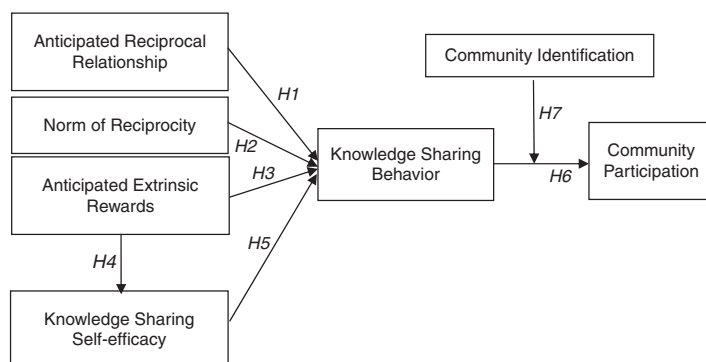 Anticipated Reciprocal
Relationship
H1
Norm of Reciprocity
H2
Anticipated Extrinsic
Rewards
H3
H4
H5
Knowledge Sharing
Self-efficacy
Knowledge Sharing
Behavior
Community Identification
H7
H6
Community
Participation